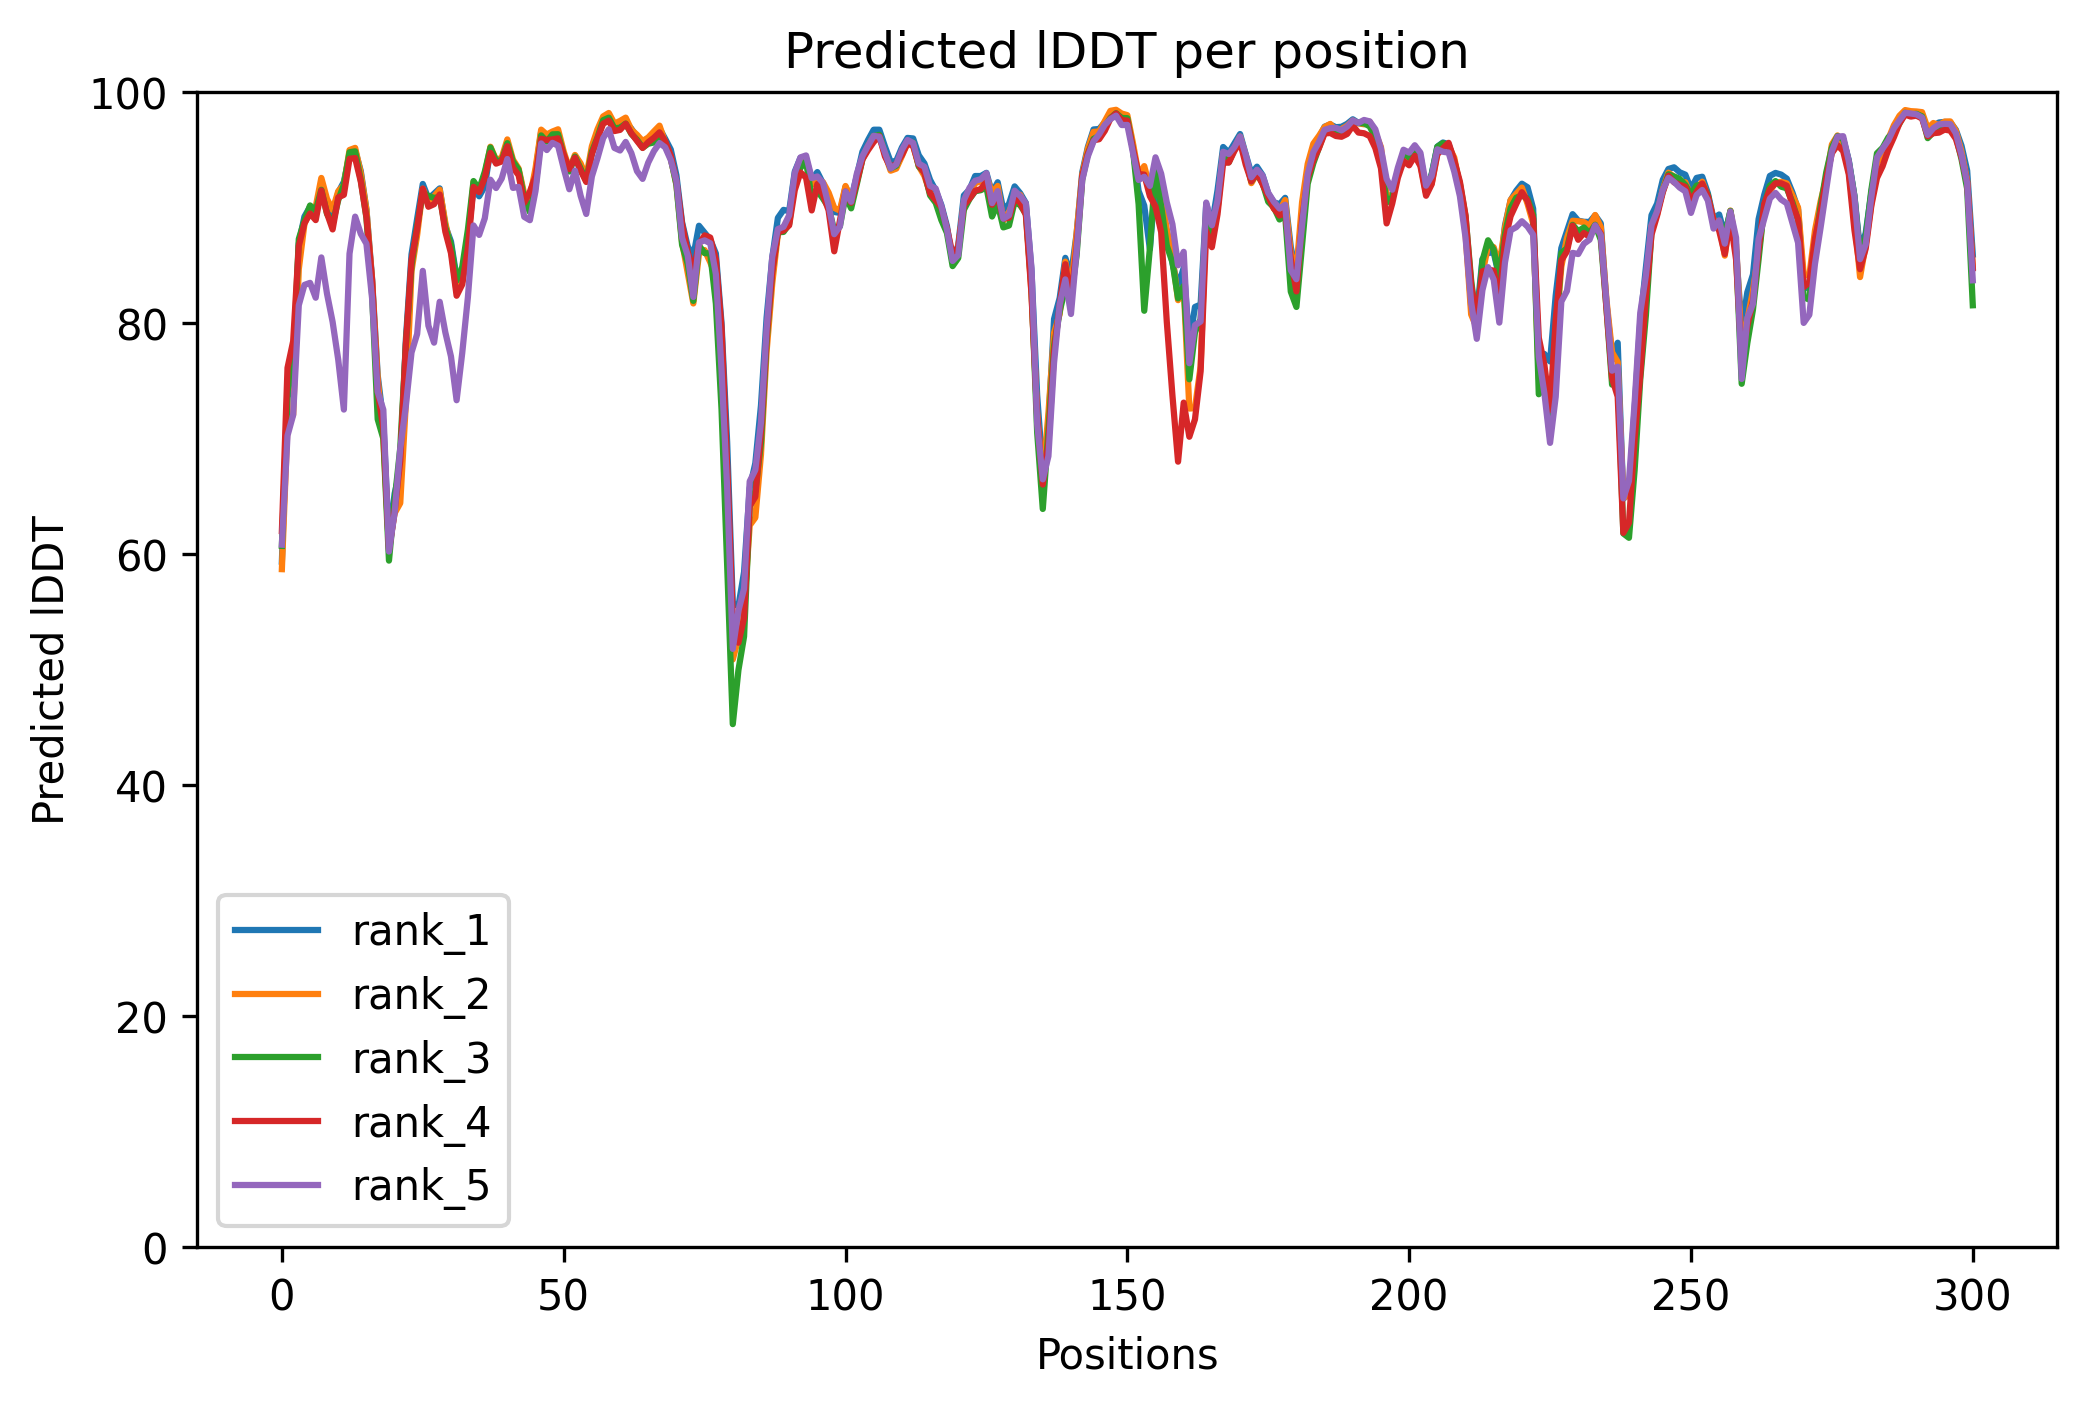 Predicted lDDT per position
100
80
60
40
20
0
Predicted lDDT
rank_1
rank_2
rank_3
rank_4
rank_5
0 50 100 150 200 250 300
Positions